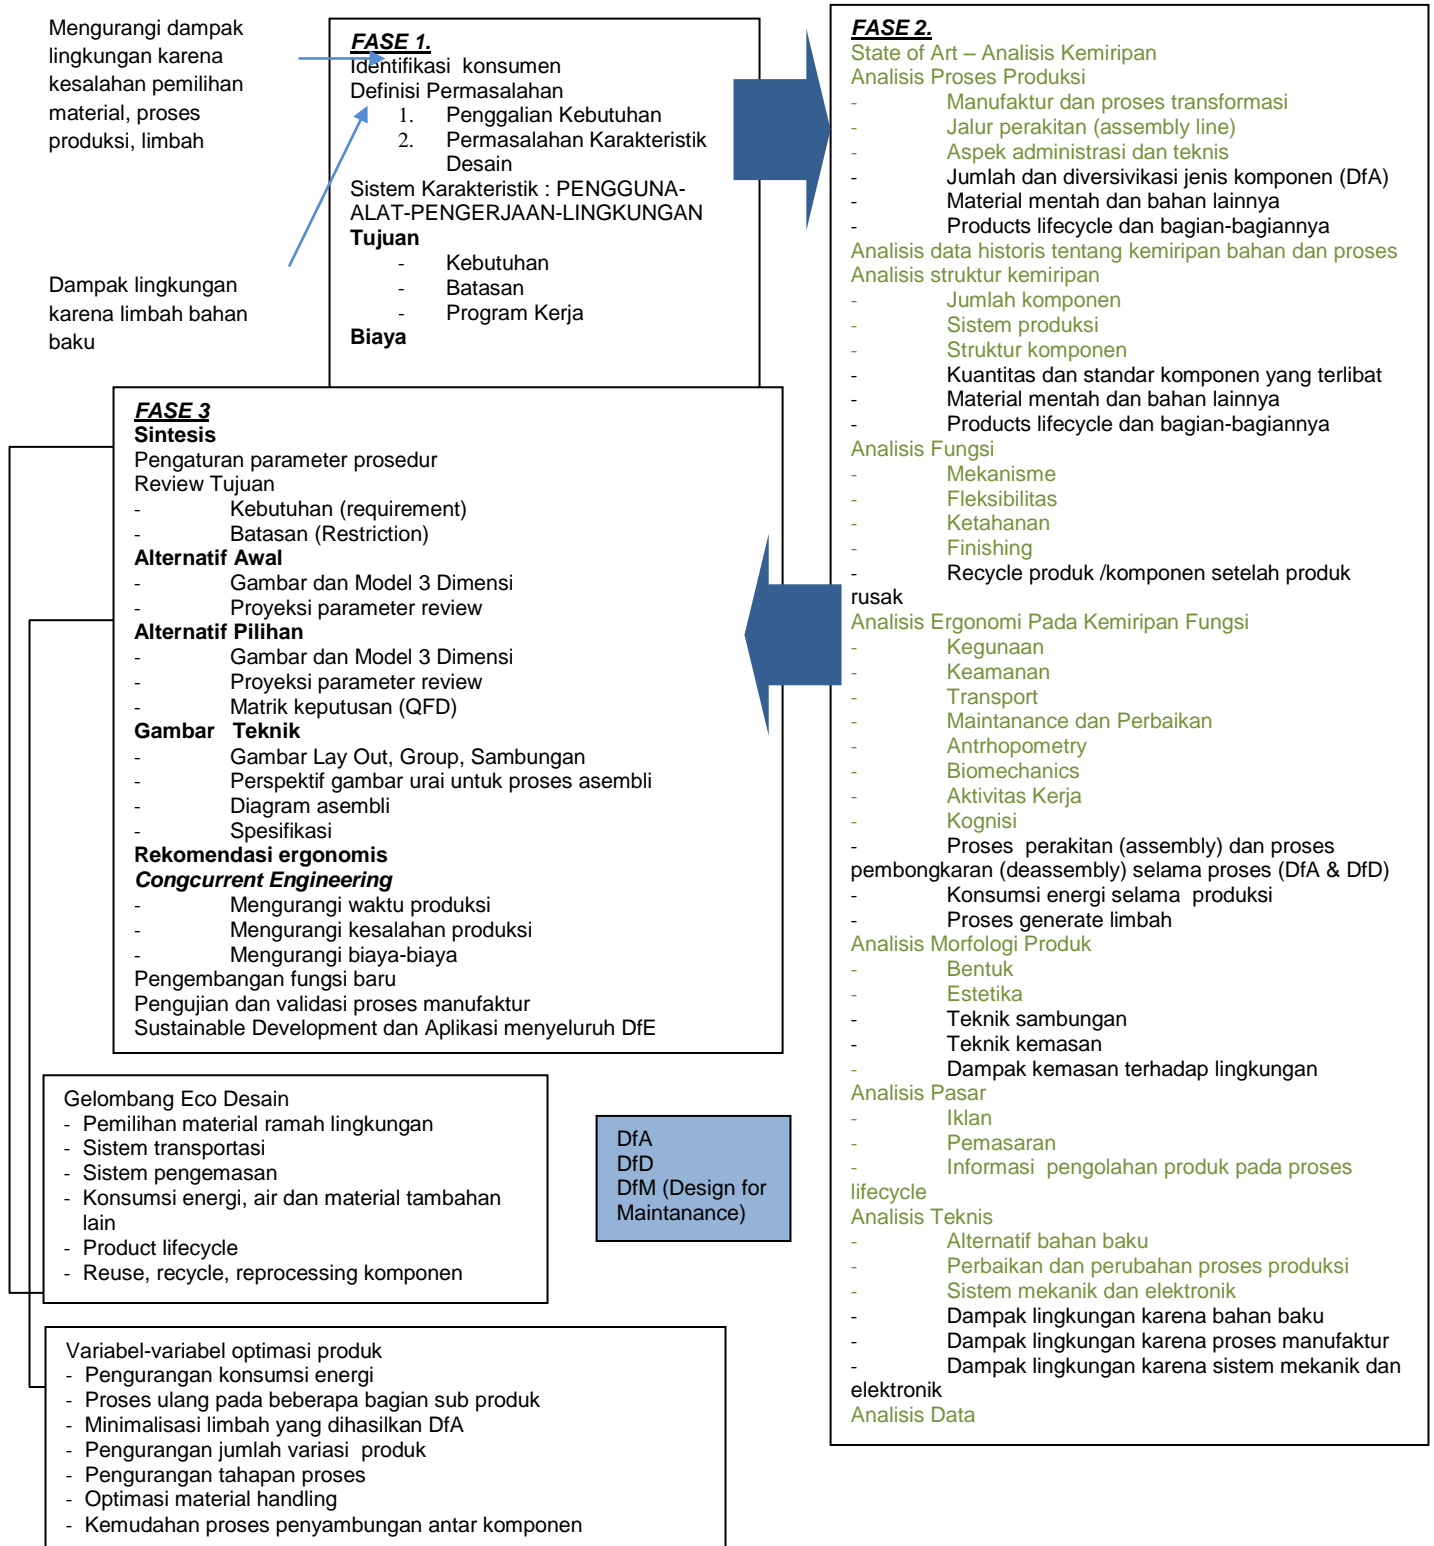 Mengurangi dampak
lingkungan karena
kesalahan pemilihan
material, proses
produksi, limbah
Dampak lingkungan
karena limbah bahan
baku
FASE 1.
Identifikasi konsumen
Definisi Permasalahan
1. Penggalian Kebutuhan
2. Permasalahan Karakteristik
Desain
Sistem Karakteristik : PENGGUNA-
ALAT-PENGERJAAN-LINGKUNGAN
Tujuan
- Kebutuhan
- Batasan
- Program Kerja
Biaya
FASE 2.
State of Art – Analisis Kemiripan
Analisis Proses Produksi
- Manufaktur dan proses transformasi
- Jalur perakitan (assembly line)
- Aspek administrasi dan teknis
- Jumlah dan diversivikasi jenis komponen (DfA)
- Material mentah dan bahan lainnya
- Products lifecycle dan bagian-bagiannya
Analisis data historis tentang kemiripan bahan dan proses
Analisis struktur kemiripan
- Jumlah komponen
- Sistem produksi
- Struktur komponen
- Kuantitas dan standar komponen yang terlibat
- Material mentah dan bahan lainnya
- Products lifecycle dan bagian-bagiannya
Analisis Fungsi
- Mekanisme
- Fleksibilitas
- Ketahanan
- Finishing
- Recycle produk /komponen setelah produk
rusak
Analisis Ergonomi Pada Kemiripan Fungsi
- Kegunaan
- Keamanan
- Transport
- Maintanance dan Perbaikan
- Antrhopometry
- Biomechanics
- Aktivitas Kerja
- Kognisi
- Proses perakitan (assembly) dan proses
pembongkaran (deassembly) selama proses (DfA & DfD)
- Konsumsi energi selama produksi
- Proses generate limbah
Analisis Morfologi Produk
- Bentuk
- Estetika
- Teknik sambungan
- Teknik kemasan
- Dampak kemasan terhadap lingkungan
Analisis Pasar
- Iklan
- Pemasaran
- Informasi pengolahan produk pada proses
lifecycle
Analisis Teknis
- Alternatif bahan baku
- Perbaikan dan perubahan proses produksi
- Sistem mekanik dan elektronik
- Dampak lingkungan karena bahan baku
- Dampak lingkungan karena proses manufaktur
- Dampak lingkungan karena sistem mekanik dan
elektronik
Analisis Data
FASE 3
Sintesis
Pengaturan parameter prosedur
Review Tujuan
- Kebutuhan (requirement)
- Batasan (Restriction)
Alternatif Awal
- Gambar dan Model 3 Dimensi
- Proyeksi parameter review
Alternatif Pilihan
- Gambar dan Model 3 Dimensi
- Proyeksi parameter review
- Matrik keputusan (QFD)
Gambar Teknik
- Gambar Lay Out, Group, Sambungan
- Perspektif gambar urai untuk proses asembli
- Diagram asembli
- Spesifikasi
Rekomendasi ergonomis
Congcurrent Engineering
- Mengurangi waktu produksi
- Mengurangi kesalahan produksi
- Mengurangi biaya-biaya
Pengembangan fungsi baru
Pengujian dan validasi proses manufaktur
Sustainable Development dan Aplikasi menyeluruh DfE
Gelombang Eco Desain
- Pemilihan material ramah lingkungan
- Sistem transportasi
- Sistem pengemasan
- Konsumsi energi, air dan material tambahan
lain
- Product lifecycle
- Reuse, recycle, reprocessing komponen
DfA
DfD
DfM (Design for
Maintanance)
Variabel-variabel optimasi produk
- Pengurangan konsumsi energi
- Proses ulang pada beberapa bagian sub produk
- Minimalisasi limbah yang dihasilkan DfA
- Pengurangan jumlah variasi produk
- Pengurangan tahapan proses
- Optimasi material handling
- Kemudahan proses penyambungan antar komponen